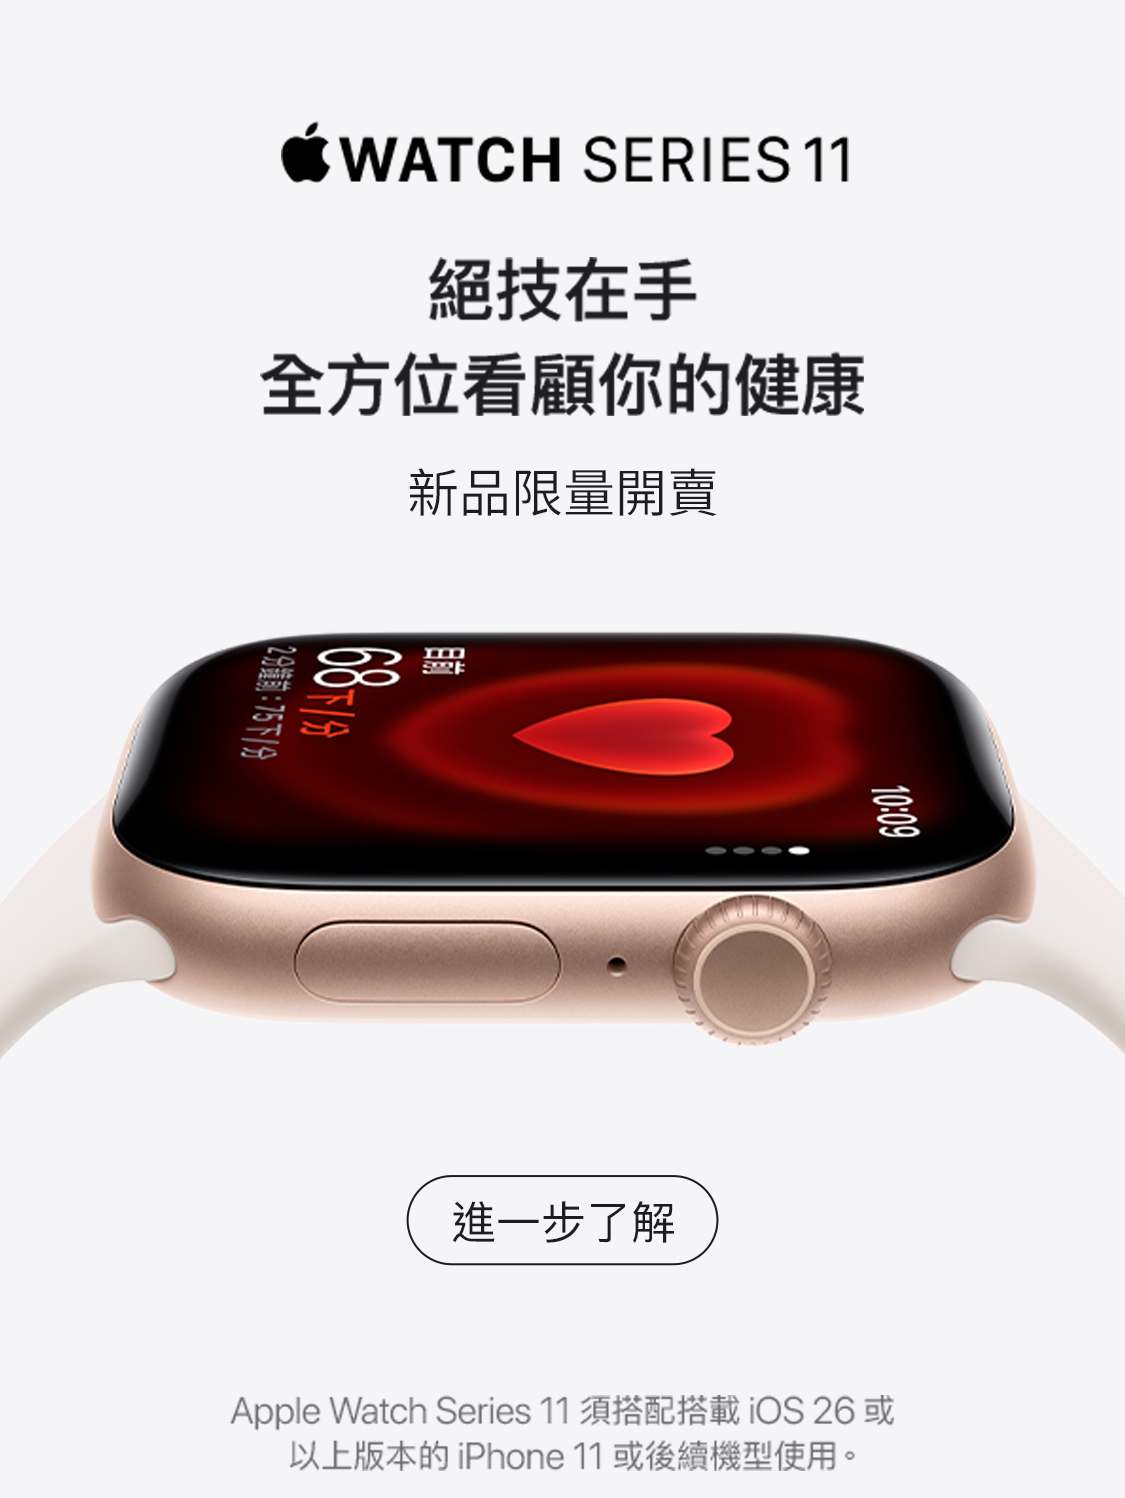 WATCH SERIES 11
絕技在手
全方位看顧你的健康
新品限量開賣
目前
68下/分
2 分鐘前：75下/分
10:09
進一步了解
Apple Watch Series 11 須搭配搭載 iOS 26 或
以上版本的 iPhone 11 或後續機型使用。